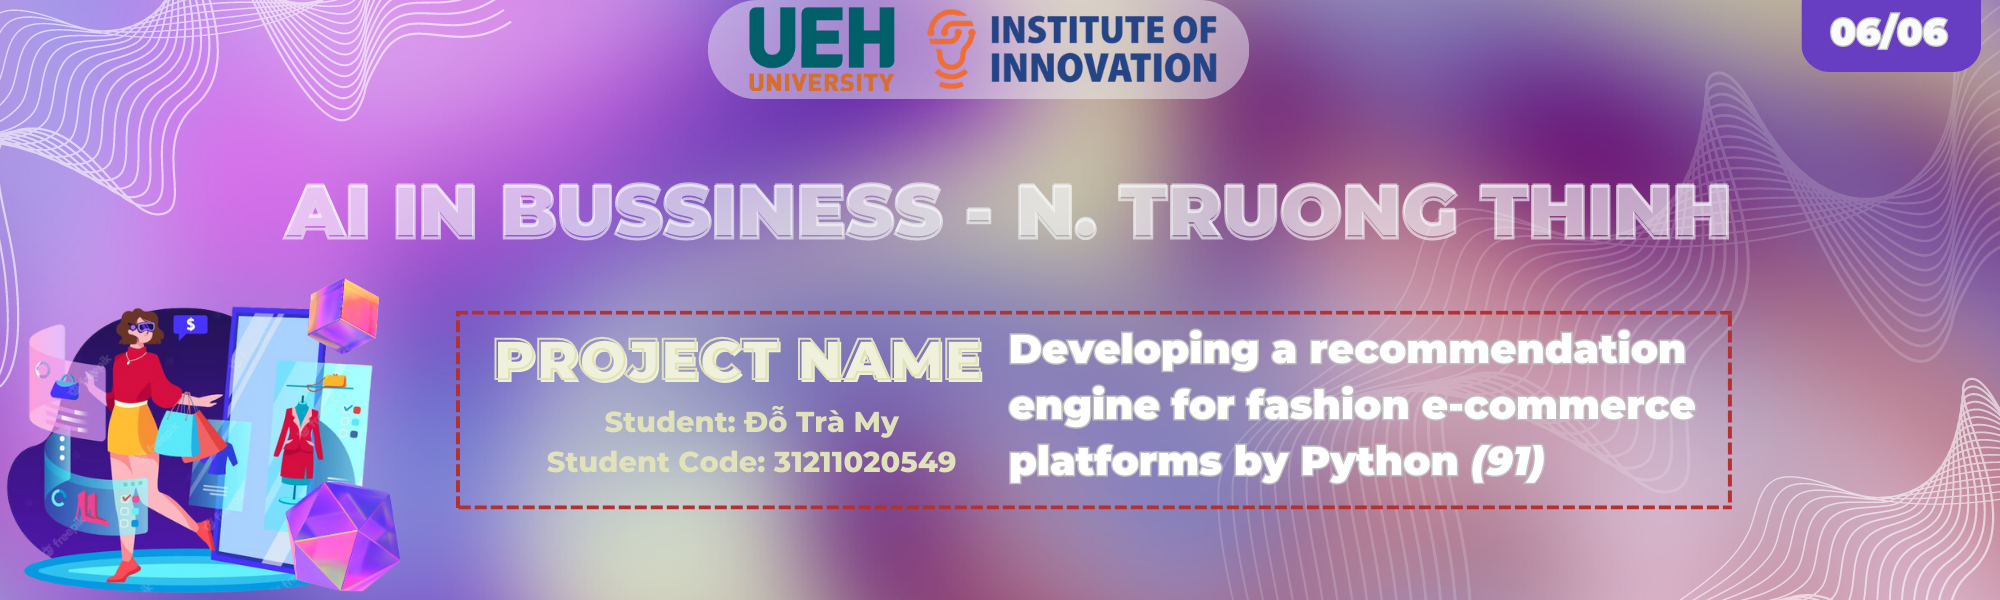 UEH
UNIVERSITY
INSTITUTE OF
INNOVATION
06/06
AI IN BUSSINESS - N. TRUONG THINH
PROJECT NAME
Student: Đỗ Trà My
Student Code: 31211020549
Developing a recommendation
engine for fashion e-commerce
platforms by Python (91)
$